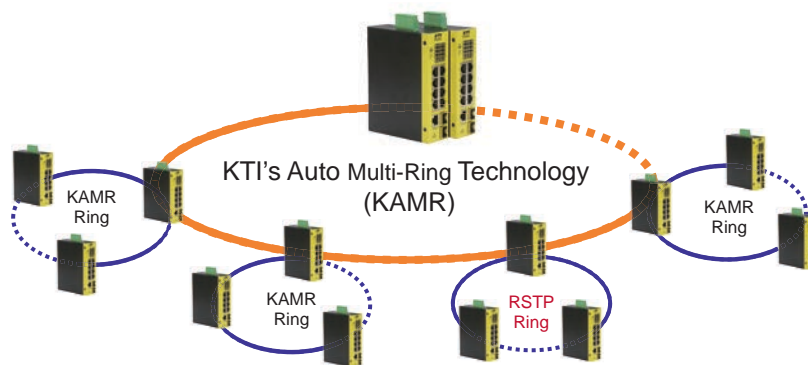 KTI's Auto Multi-Ring Technology
(KAMR)
KAMR
Ring
KAMR
Ring
KAMR
Ring
RSTP
Ring